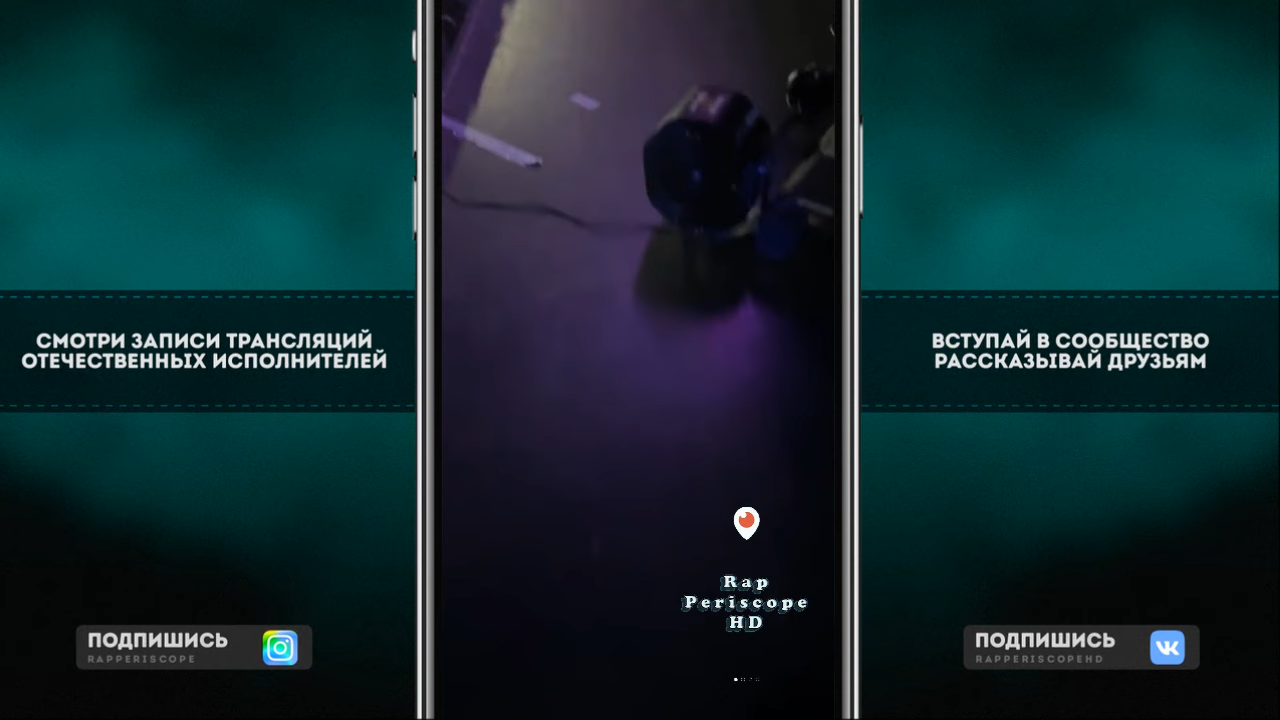 СМОТРИ ЗАПИСИ ТРАНСЛЯЦИЙ
ОТЕЧЕСТВЕННЫХ ИСПОЛНИТЕЛЕЙ
ВСТУПАЙ В СООБЩЕСТВО
РАССКАЗЫВАЙ ДРУЗЬЯМ
Rap
Periscope
HD
ПОДПИШИСЬ
RAPPERISCOPE
ПОДПИШИСЬ
RAPPERISCOPEHD